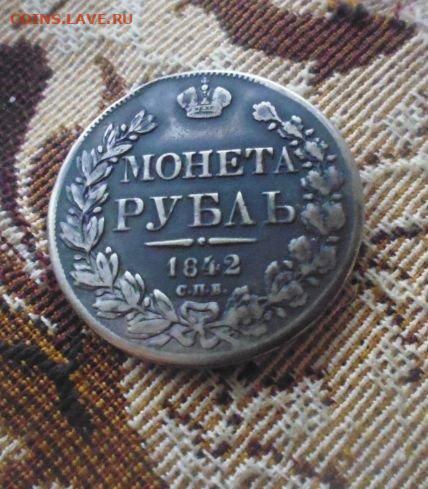 COINS.LAVE.RU
МОНЕТА
РУБЛЬ
1842
С.П.Б.